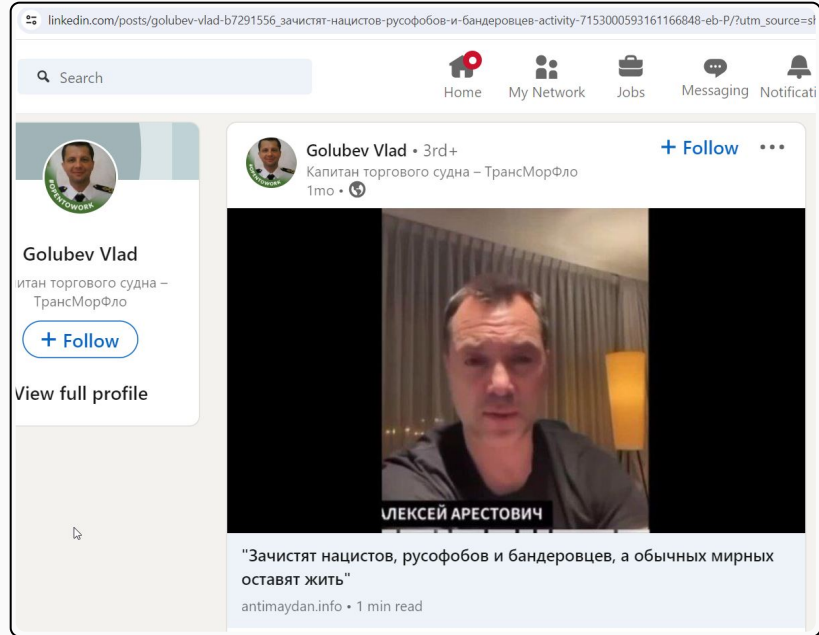 linkedin.com/posts/golubev-vlad-b7291556_зачистят-нацистов-русофобов-и-бандеровцев-activity-7153000593161166848-eb-P/?utm_source=sh
Search
Home
My Network
Jobs
Messaging
Notificati
#OPENTOWORK
Golubev Vlad
итан торгового судна –
ТрансМорФло
+ Follow
View full profile
#OPENTOWORK
Golubev Vlad • 3rd+
Капитан торгового судна – ТрансМорФло
1mo •
+ Follow
ЛЕКСЕЙ АРЕСТОВИЧ
"Зачистят нацистов, русофобов и бандеровцев, а обычных мирных
оставят жить"
antimaydan.info • 1 min read